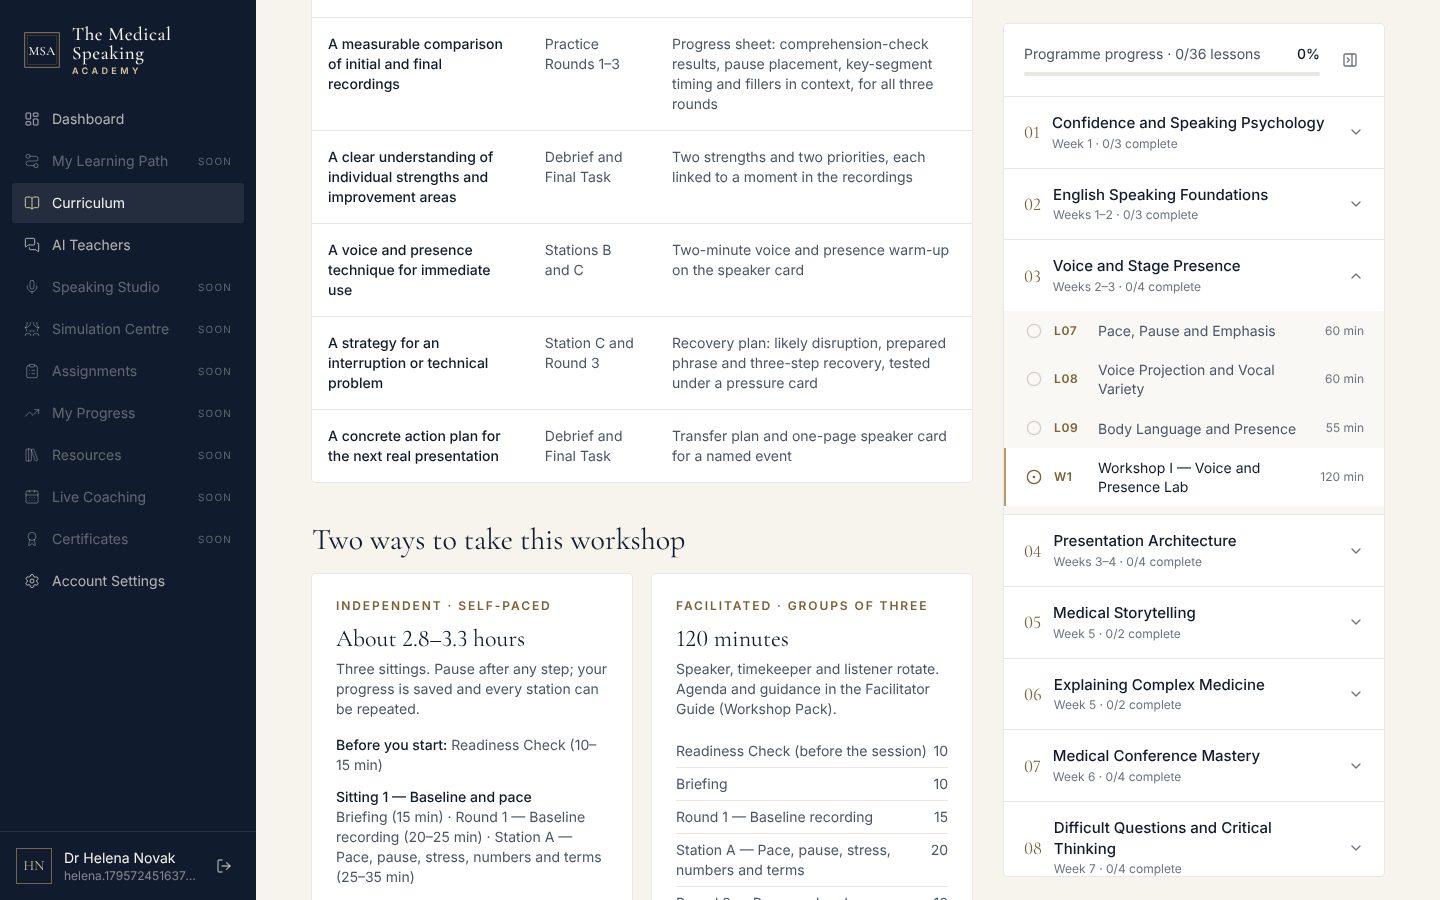 MSA
The Medical
Speaking
ACADEMY
Dashboard
My Learning Path SOON
Curriculum
AI Teachers
Speaking Studio SOON
Simulation Centre SOON
Assignments SOON
My Progress SOON
Resources SOON
Live Coaching SOON
Certificates SOON
Account Settings
HN
Dr Helena Novak
helena.179572451637...
A measurable comparison
of initial and final
recordings
Practice
Rounds 1–3
Progress sheet: comprehension-check
results, pause placement, key-segment
timing and fillers in context, for all three
rounds
A clear understanding of
individual strengths and
improvement areas
Debrief and
Final Task
Two strengths and two priorities, each
linked to a moment in the recordings
A voice and presence
technique for immediate
use
Stations B
and C
Two-minute voice and presence warm-up
on the speaker card
A strategy for an
interruption or technical
problem
Station C and
Round 3
Recovery plan: likely disruption, prepared
phrase and three-step recovery, tested
under a pressure card
A concrete action plan for
the next real presentation
Debrief and
Final Task
Transfer plan and one-page speaker card
for a named event
Two ways to take this workshop
INDEPENDENT · SELF-PACED
About 2.8–3.3 hours
Three sittings. Pause after any step; your
progress is saved and every station can
be repeated.
Before you start: Readiness Check (10–
15 min)
Sitting 1 — Baseline and pace
Briefing (15 min) · Round 1 — Baseline
recording (20–25 min) · Station A —
Pace, pause, stress, numbers and terms
(25–35 min)
FACILITATED · GROUPS OF THREE
120 minutes
Speaker, timekeeper and listener rotate.
Agenda and guidance in the Facilitator
Guide (Workshop Pack).
Readiness Check (before the session) 10
Briefing 10
Round 1 — Baseline recording 15
Station A — Pace, pause, stress, 20
numbers and terms
Programme progress · 0/36 lessons 0%
01 Confidence and Speaking Psychology
Week 1 · 0/3 complete
02 English Speaking Foundations
Weeks 1–2 · 0/3 complete
03 Voice and Stage Presence
Weeks 2–3 · 0/4 complete
L07 Pace, Pause and Emphasis 60 min
L08 Voice Projection and Vocal 60 min
Variety
L09 Body Language and Presence 55 min
W1 Workshop I — Voice and 120 min
Presence Lab
04 Presentation Architecture
Weeks 3–4 · 0/4 complete
05 Medical Storytelling
Week 5 · 0/2 complete
06 Explaining Complex Medicine
Week 5 · 0/2 complete
07 Medical Conference Mastery
Week 6 · 0/4 complete
08 Difficult Questions and Critical
Thinking
Week 7 · 0/4 complete